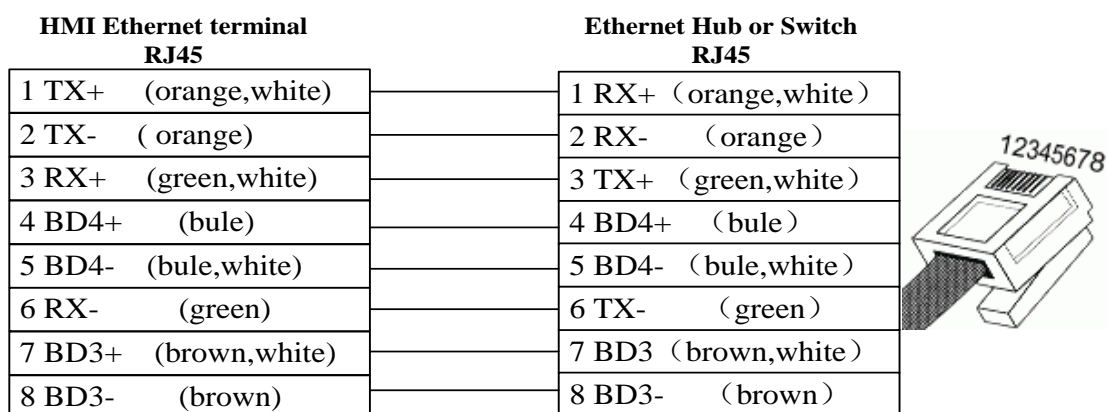 HMI Ethernet terminal
RJ45
1 TX+ (orange,white)
2 TX- ( orange)
3 RX+ (green,white)
4 BD4+ (bule)
5 BD4- (bule,white)
6 RX- (green)
7 BD3+ (brown,white)
8 BD3- (brown)
Ethernet Hub or Switch
RJ45
1 RX+（orange,white）
2 RX- （orange）
3 TX+ （green,white）
4 BD4+ （bule）
5 BD4- （bule,white）
6 TX- （green）
7 BD3（brown,white）
8 BD3- （brown）
12345678